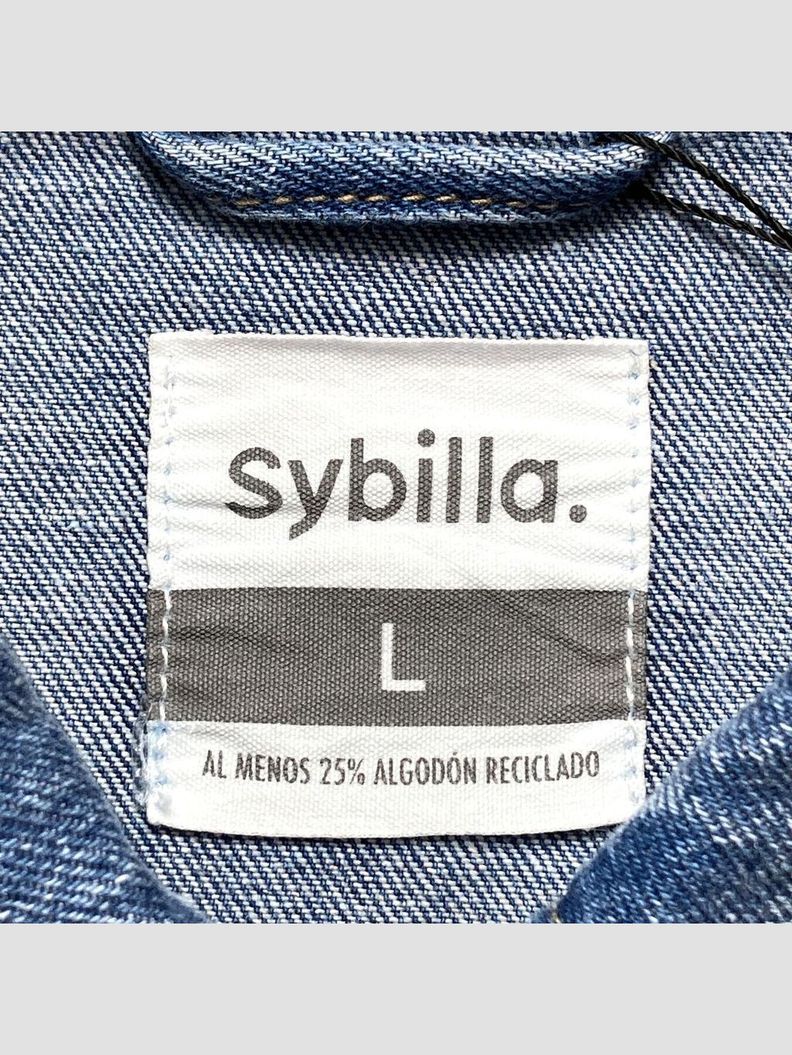 sybilla.
L
AL MENOS 25% ALGODÓN RECICLADO